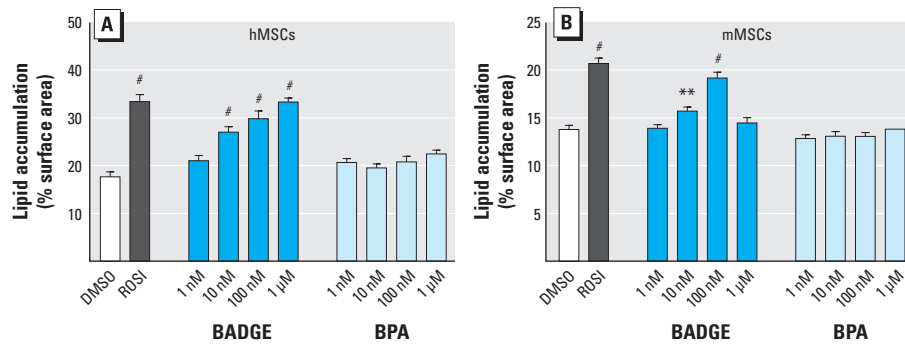 A
hMSCs
Lipid accumulation
(% surface area)
50
40
30
20
10
#
#
#
#
DMSO
ROSI
1 nM
10 nM
100 nM
1 µM
1 nM
10 nM
100 nM
1 µM
BADGE
BPA
B
mMSCs
Lipid accumulation
(% surface area)
25
20
15
10
5
#
**
#
DMSO
ROSI
1 nM
10 nM
100 nM
1 µM
1 nM
10 nM
100 nM
1 µM
BADGE
BPA